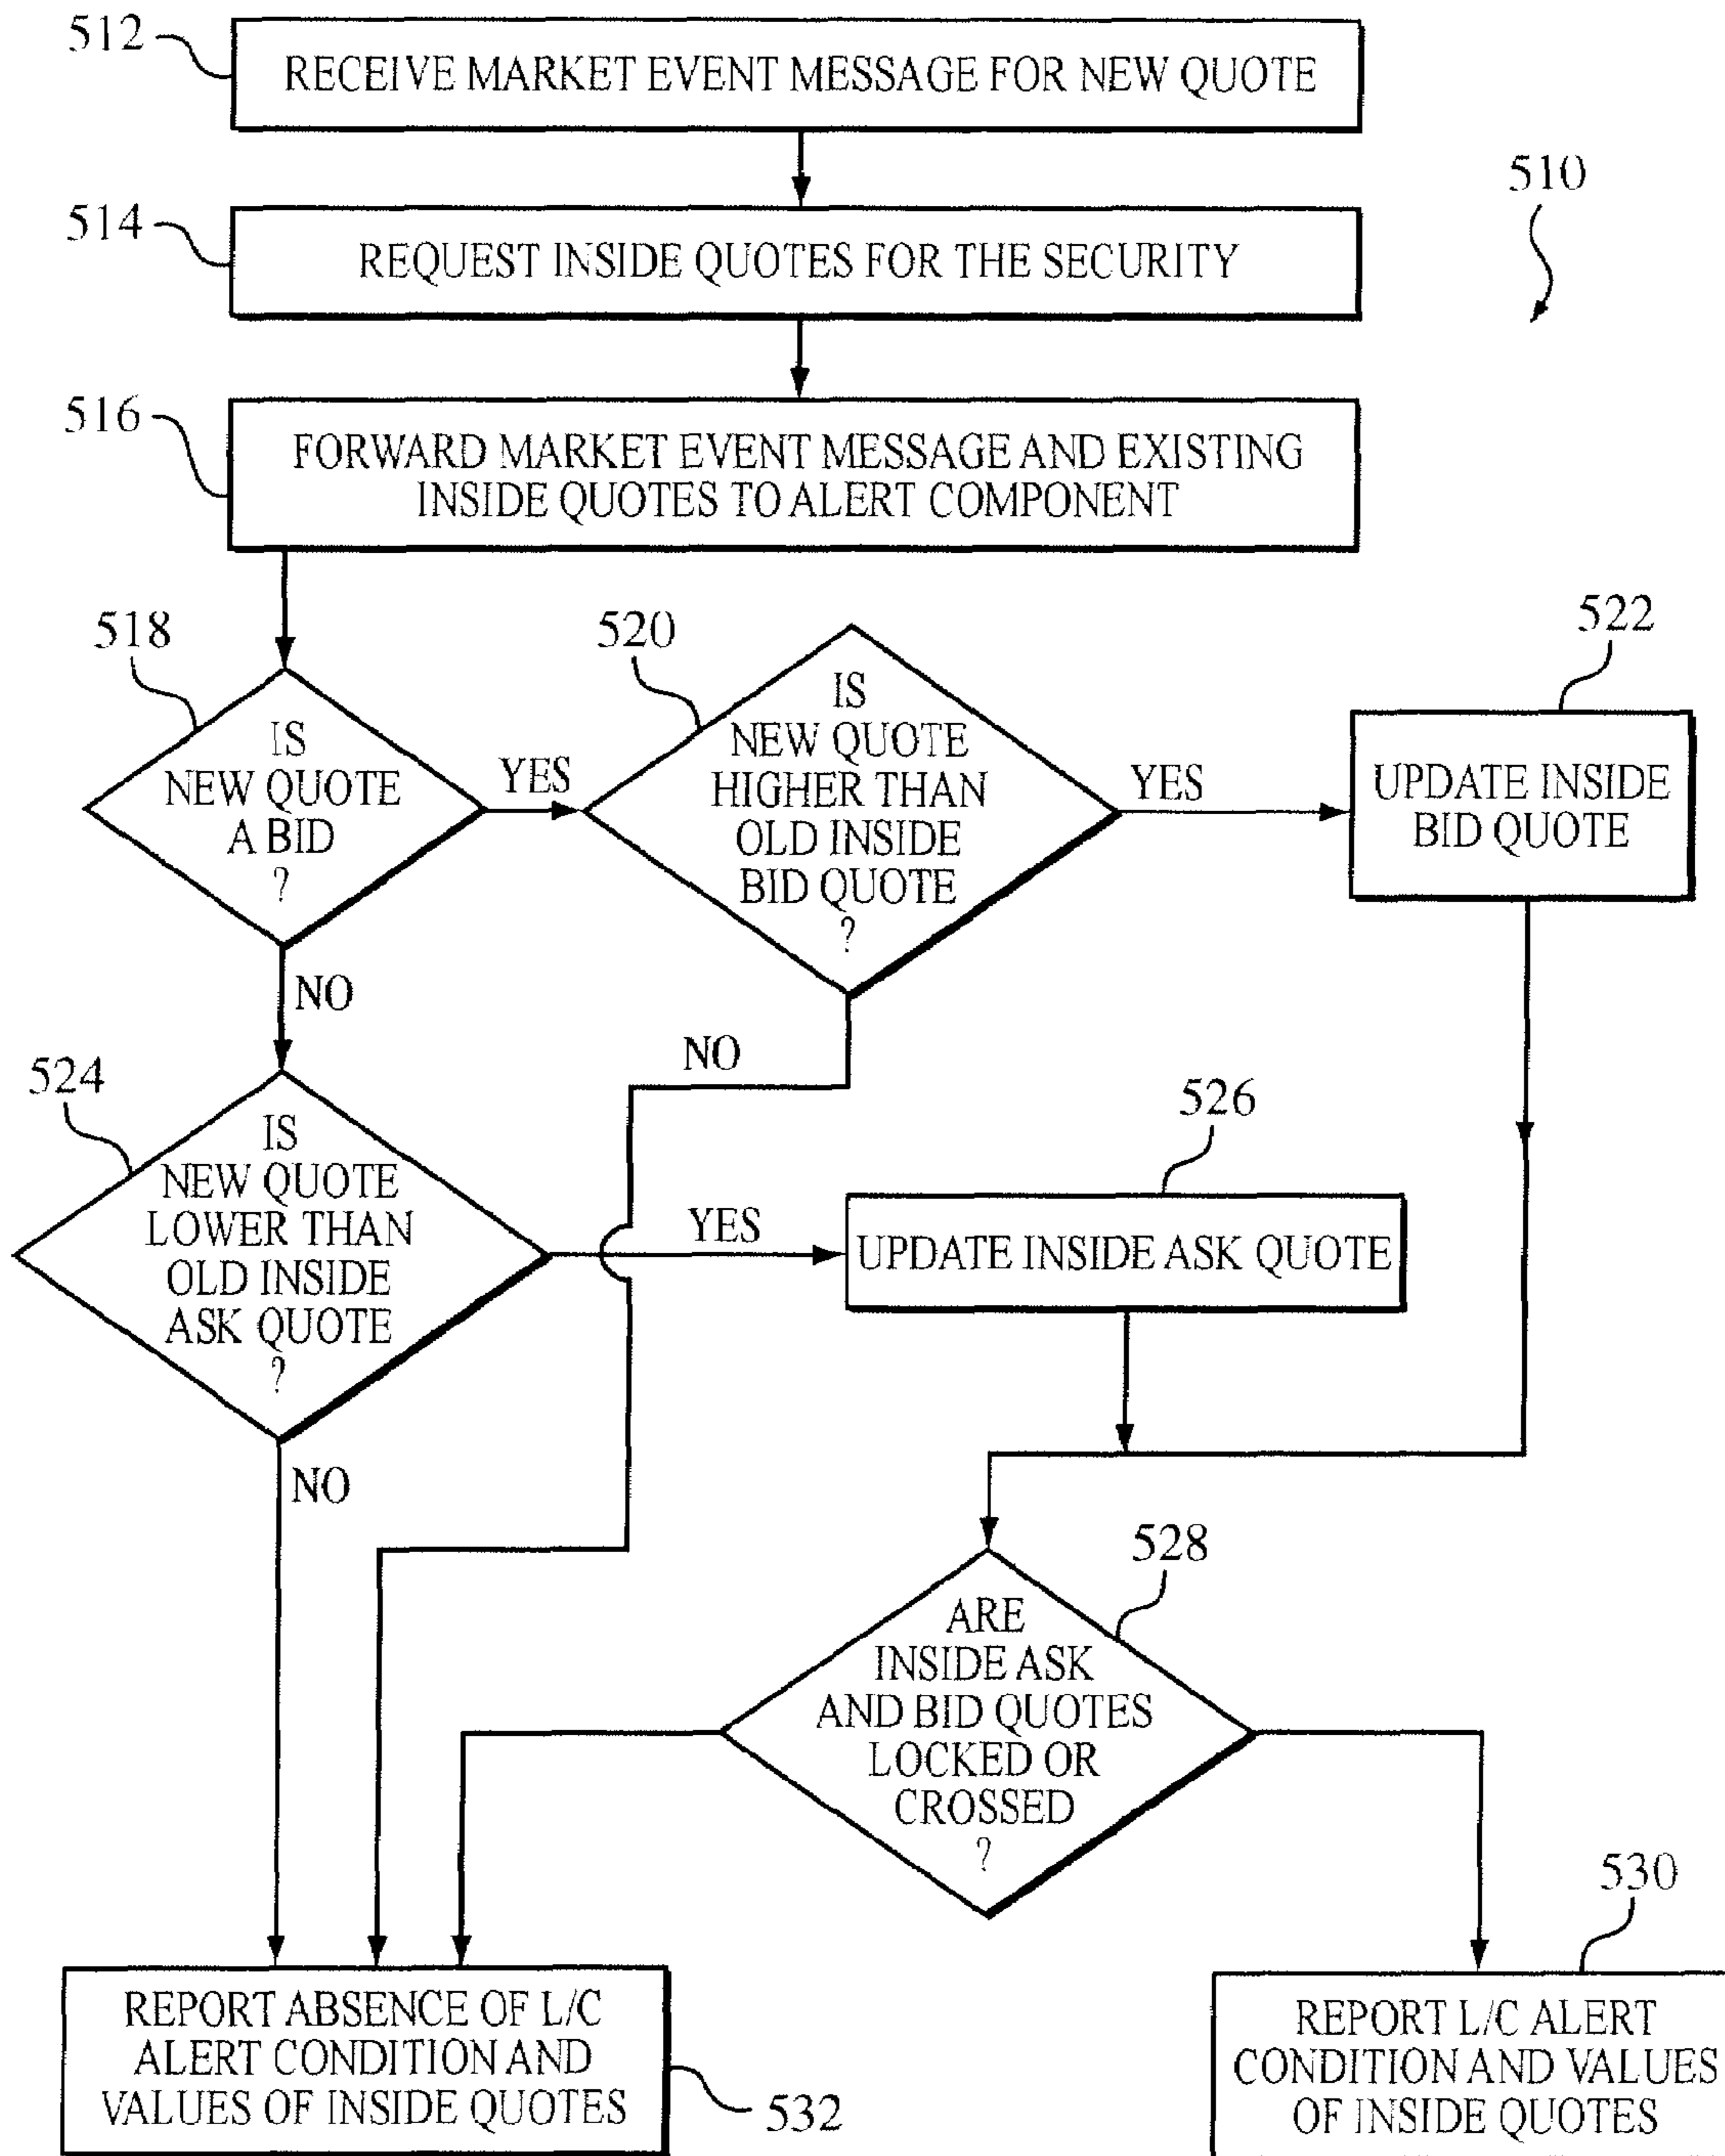 512
RECEIVE MARKET EVENT MESSAGE FOR NEW QUOTE
510
514
REQUEST INSIDE QUOTES FOR THE SECURITY
516
FORWARD MARKET EVENT MESSAGE AND EXISTING
INSIDE QUOTES TO ALERT COMPONENT
518
IS
NEW QUOTE
A BID
?
YES
NO
520
IS
NEW QUOTE
HIGHER THAN
OLD INSIDE
BID QUOTE
?
YES
NO
522
UPDATE INSIDE
BID QUOTE
524
IS
NEW QUOTE
LOWER THAN
OLD INSIDE
ASK QUOTE
?
YES
NO
526
UPDATE INSIDE ASK QUOTE
528
ARE
INSIDE ASK
AND BID QUOTES
LOCKED OR
CROSSED
?
530
REPORT L/C ALERT
CONDITION AND VALUES
OF INSIDE QUOTES
REPORT ABSENCE OF L/C
ALERT CONDITION AND
VALUES OF INSIDE QUOTES
532